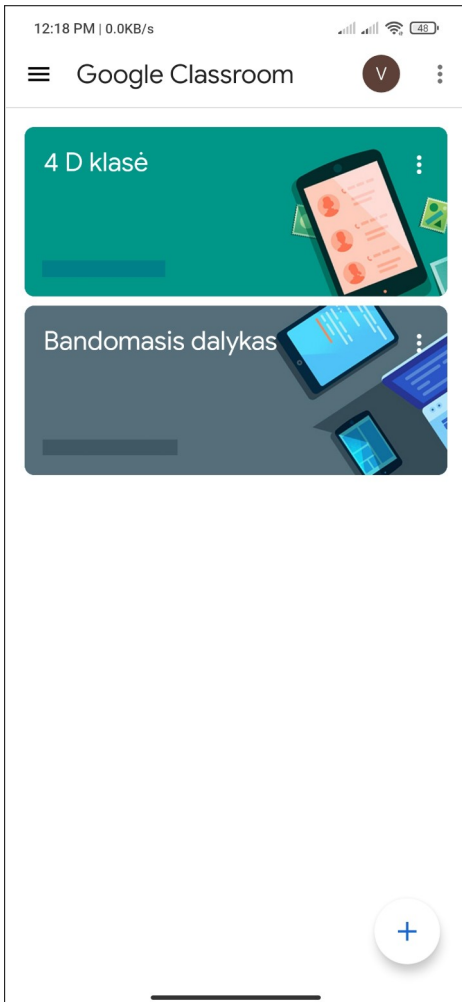 12:18 PM | 0.0KB/s
48
Google Classroom
V
4 D klasė
Bandomasis dalykas